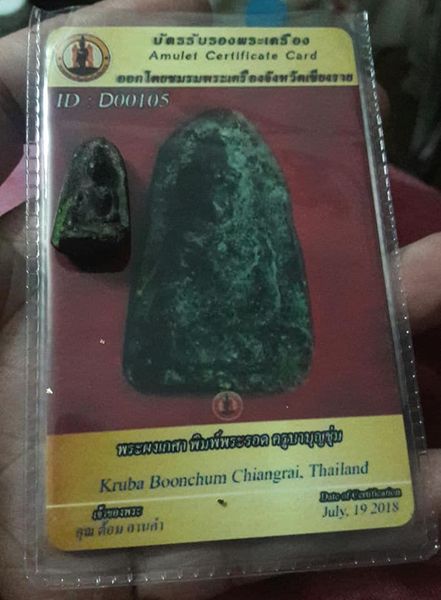 บัตรรับรองพระเครื่อง
Amulet Certificate Card
ออกโดยชมรมพระเครื่องจังหวัดเชียงราย
ID : D00105
พระผงเกศา พิมพ์พระรอด ครูบาบุญชุ่ม
Kruba Boonchum Chiangrai, Thailand
เจ้าของพระ
คุณ ต้อม
Date of Certification
July, 19 2018